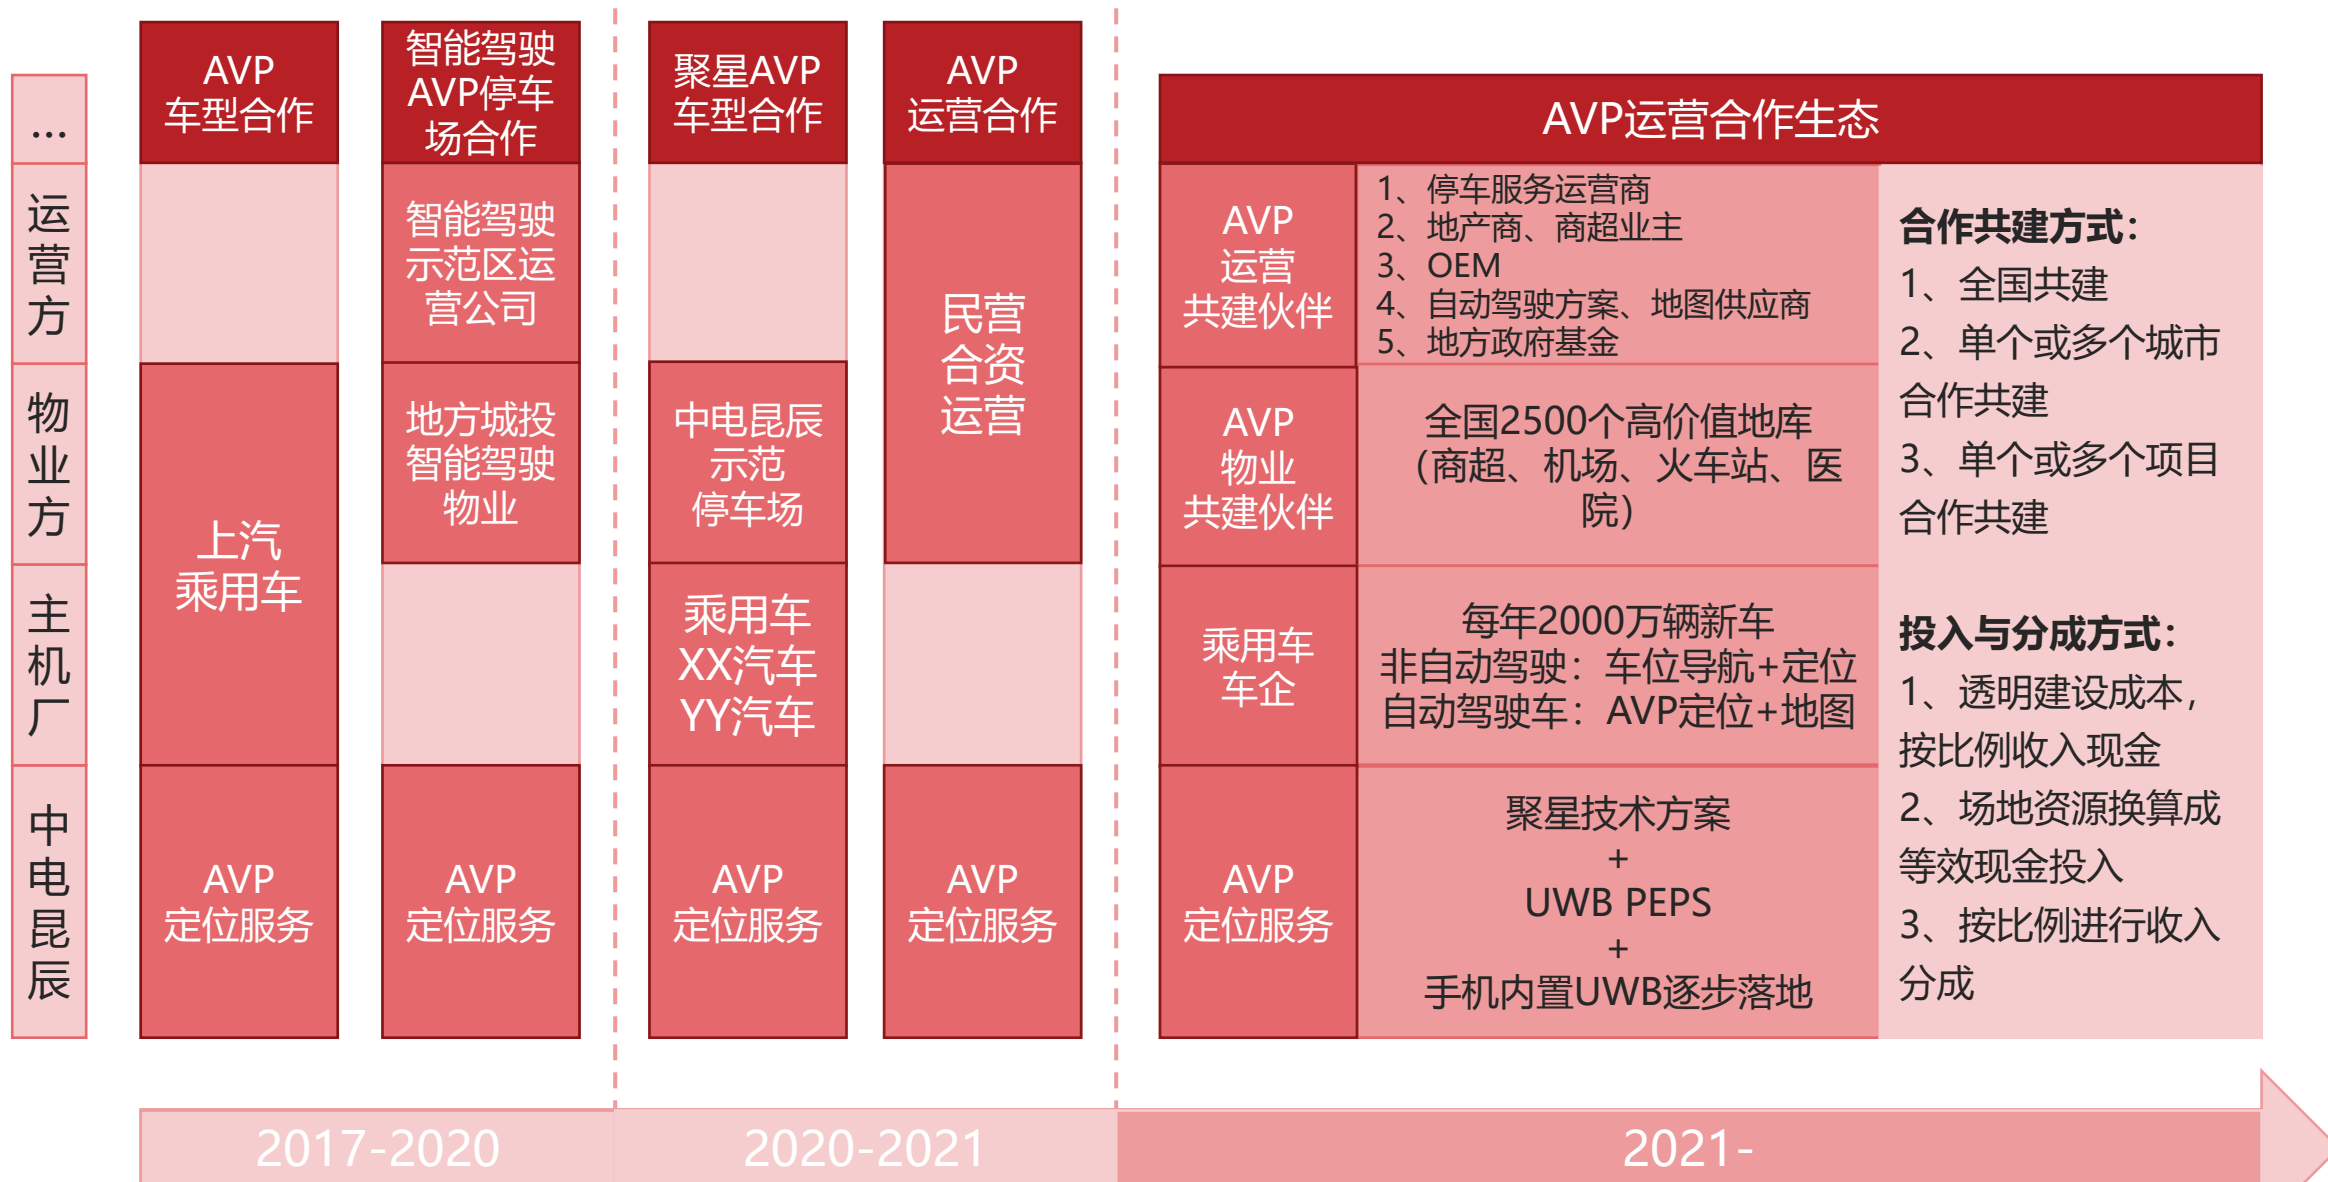 …
运
营
方
物
业
方
主
机
厂
中
电
昆
辰
AVP
车型合作
上汽
乘用车
AVP
定位服务
智能驾驶
AVP停车
场合作
智能驾驶
示范区运
营公司
地方城投
智能驾驶
物业
AVP
定位服务
聚星AVP
车型合作
中电昆辰
示范
停车场
乘用车
XX汽车
YY汽车
AVP
定位服务
AVP
运营合作
民营
合资
运营
AVP
定位服务
AVP运营合作生态
AVP
运营
共建伙伴
1、停车服务运营商
2、地产商、商超业主
3、OEM
4、自动驾驶方案、地图供应商
5、地方政府基金
AVP
物业
共建伙伴
全国2500个高价值地库
（商超、机场、火车站、医
院）
乘用车
车企
每年2000万辆新车
非自动驾驶：车位导航+定位
自动驾驶车：AVP定位+地图
AVP
定位服务
聚星技术方案
+
UWB PEPS
+
手机内置UWB逐步落地
合作共建方式：
1、全国共建
2、单个或多个城市
合作共建
3、单个或多个项目
合作共建
投入与分成方式：
1、透明建设成本，
按比例收入现金
2、场地资源换算成
等效现金投入
3、按比例进行收入
分成
2017-2020
2020-2021
2021-